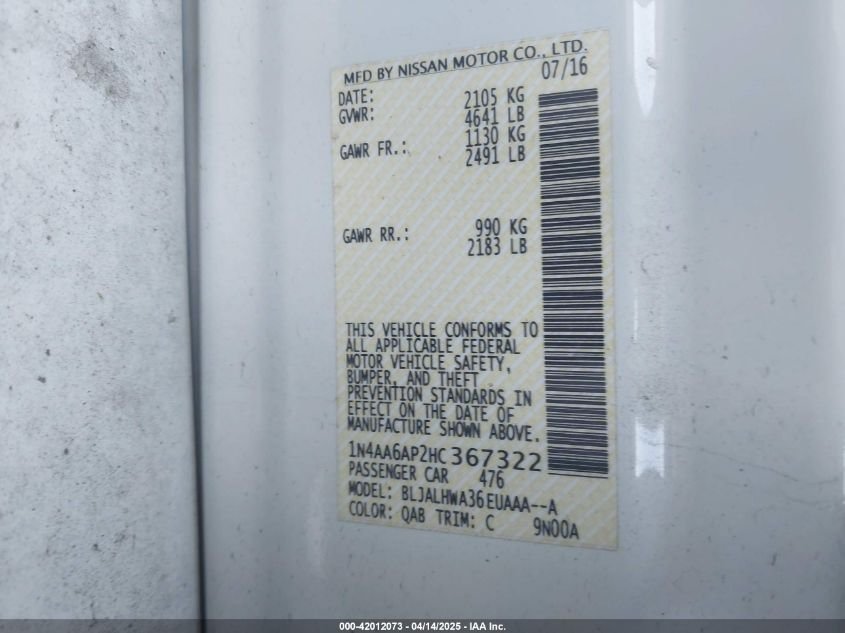 MFD BY NISSAN MOTOR CO., LTD.
DATE: 07/16
GVWR: 2105 KG
4641 LB
GAWR FR.: 1130 KG
2491 LB
GAWR RR.: 990 KG
2183 LB
THIS VEHICLE CONFORMS TO
ALL APPLICABLE FEDERAL
MOTOR VEHICLE SAFETY,
BUMPER, AND THEFT
PREVENTION STANDARDS IN
EFFECT ON THE DATE OF
MANUFACTURE SHOWN ABOVE.
1N4AA6AP2HC367322
PASSENGER CAR 476
MODEL: BLJALHWA36EUAAA--A
COLOR: QAB TRIM: C 9N00A
000-42012073 - 04/14/2025 - IAA Inc.